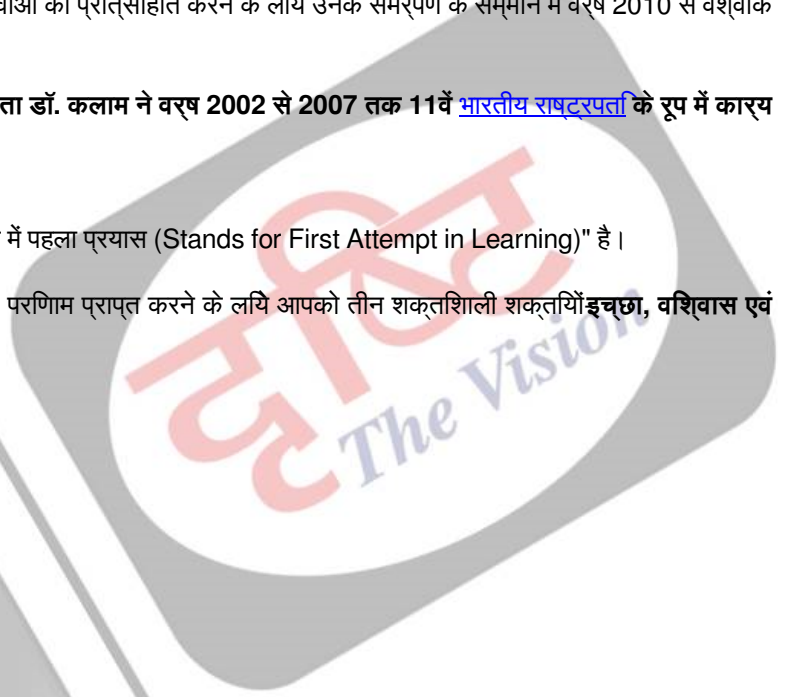 को प्रोत्साहित करने के लिये उनके समर्पण के सम्मान में वर्ष 2010 से वैश्विक
डॉ. कलाम ने वर्ष 2002 से 2007 तक 11वें भारतीय राष्ट्रपति के रूप में कार्य
में पहला प्रयास (Stands for First Attempt in Learning)" है।
परिणाम प्राप्त करने के लिये आपको तीन शक्तिशाली शक्तियों-इच्छा, विश्वास एवं
दृष्टि
The Vision